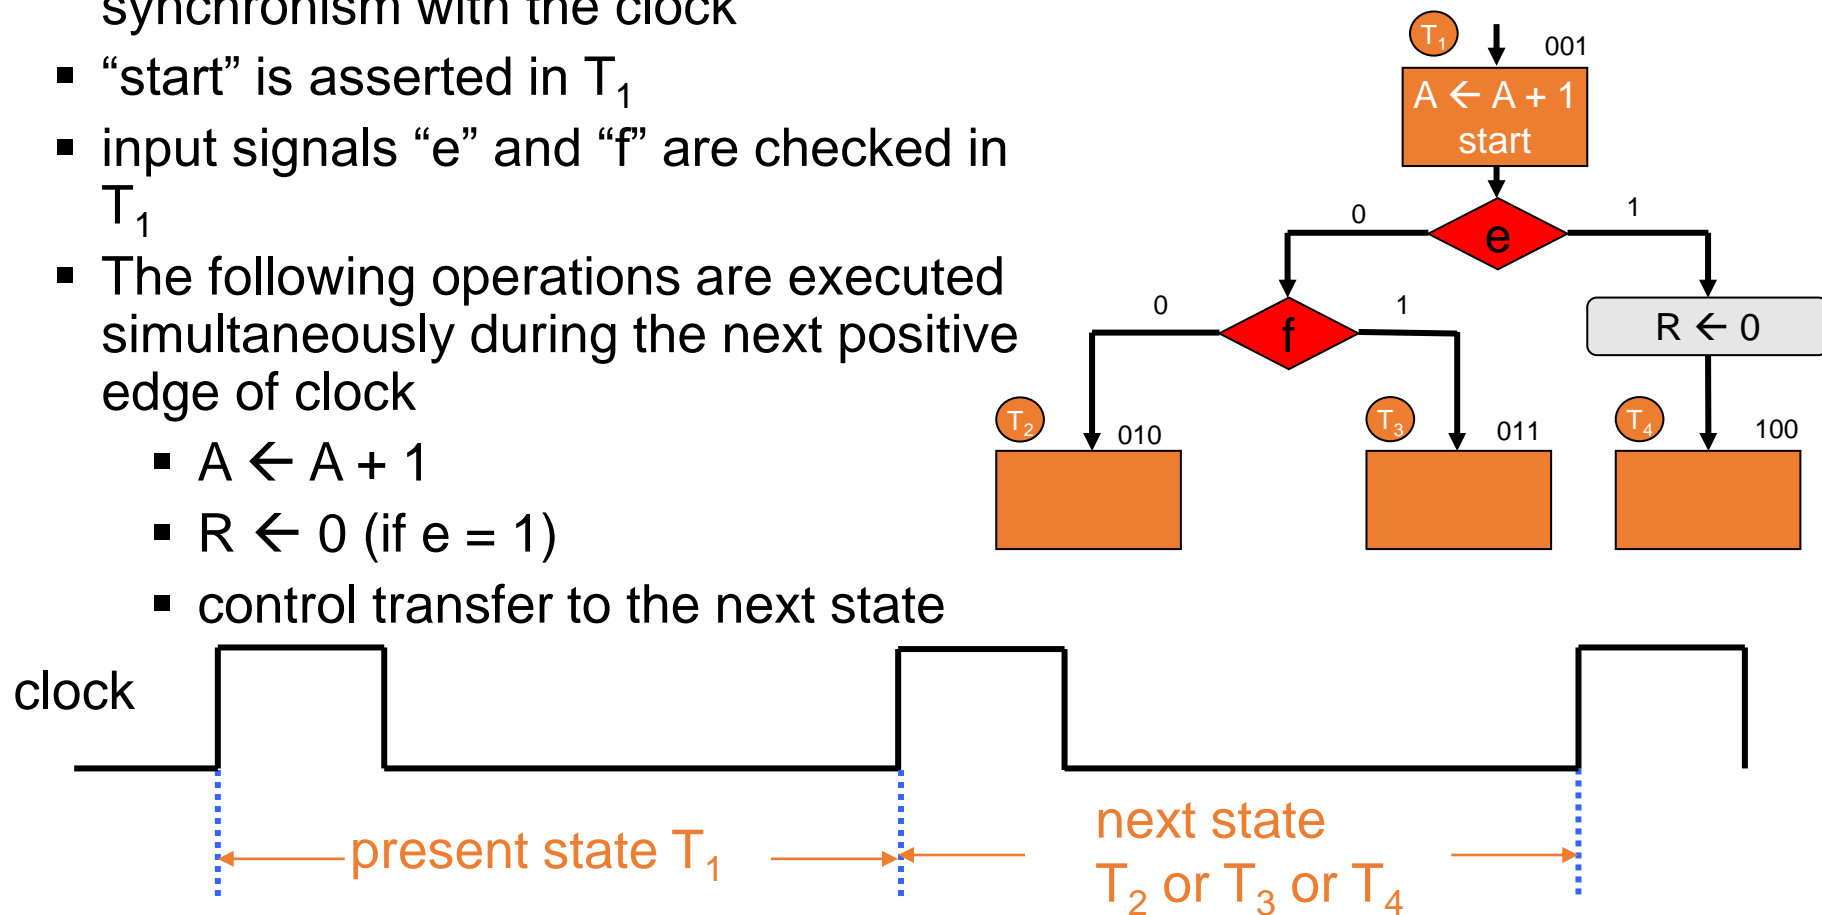 synchronism with the clock
▪ “start” is asserted in T₁
▪ input signals “e” and “f” are checked in
T₁
▪ The following operations are executed
simultaneously during the next positive
edge of clock
▪ A ← A + 1
▪ R ← 0 (if e = 1)
▪ control transfer to the next state
T₁
001
A ← A + 1
start
e
0
1
f
0
1
R ← 0
T₂
010
T₃
011
T₄
100
clock
present state T₁
next state
T₂ or T₃ or T₄